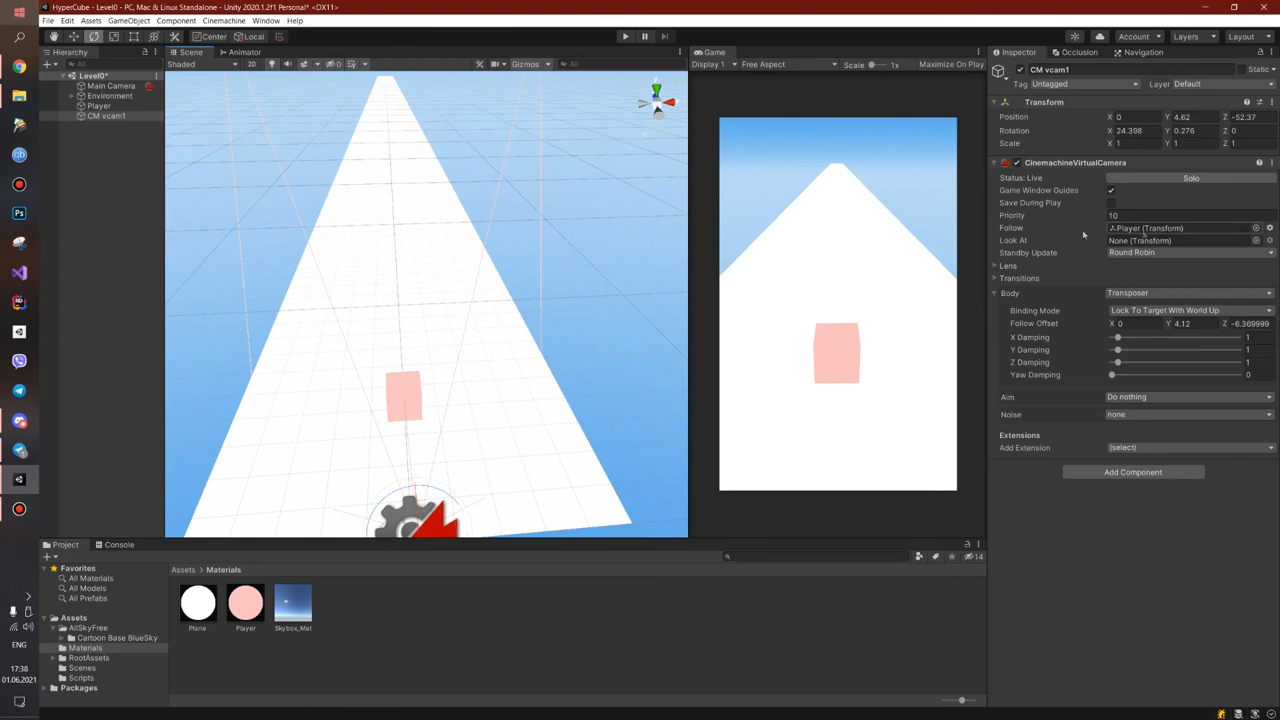 HyperCube - Level0 - PC, Mac & Linux Standalone - Unity 2020.1.2f1 Personal* <DX11>
File Edit Assets GameObject Component Cinemachine Window Help
Center Local Account Layers Layout
Hierarchy
All
Level0*
Main Camera
Environment
Player
CM vcam1
Scene Animator
Shaded 2D 0 Gizmos All
y
Game
Display 1 Free Aspect Scale 1x Maximize On Play
Inspector Occlusion Navigation
CM vcam1 Static
Tag Untagged Layer Default
Transform
Position X 0 Y 4.62 Z -52.37
Rotation X 24.398 Y 0.276 Z 0
Scale X 1 Y 1 Z 1
CinemachineVirtualCamera
Status: Live Solo
Game Window Guides
Save During Play
Priority 10
Follow Player (Transform)
Look At None (Transform)
Standby Update Round Robin
Lens
Transitions
Body Transposer
Binding Mode Lock To Target With World Up
Follow Offset X 0 Y 4.12 Z -6.369999
X Damping 1
Y Damping 1
Z Damping 1
Yaw Damping 0
Aim Do nothing
Noise none
Extensions
Add Extension (select)
Add Component
Project Console
14
Favorites
All Materials
All Models
All Prefabs
Assets
AllSkyFree
Cartoon Base BlueSky
Materials
RootAssets
Scenes
Scripts
Packages
Assets > Materials
Plane Player Skybox_Mat
ENG
17:38
01.06.2021